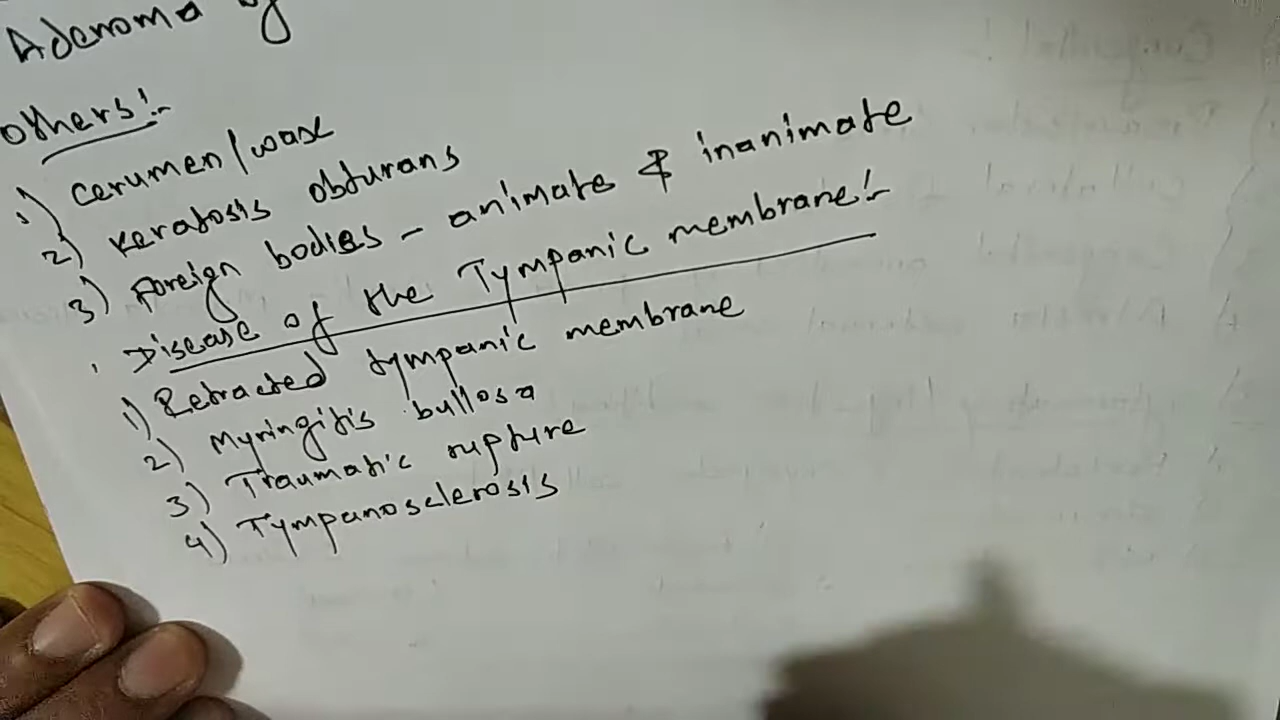 Adenoma of
others:-
1) cerumen/wax
2) Keratosis obturans
3) Foreign bodies - animate & inanimate
. Disease of the Tympanic membrane:-
1) Retracted tympanic membrane
2) Myringitis bullosa
3) Traumatic rupture
4) Tympanosclerosis